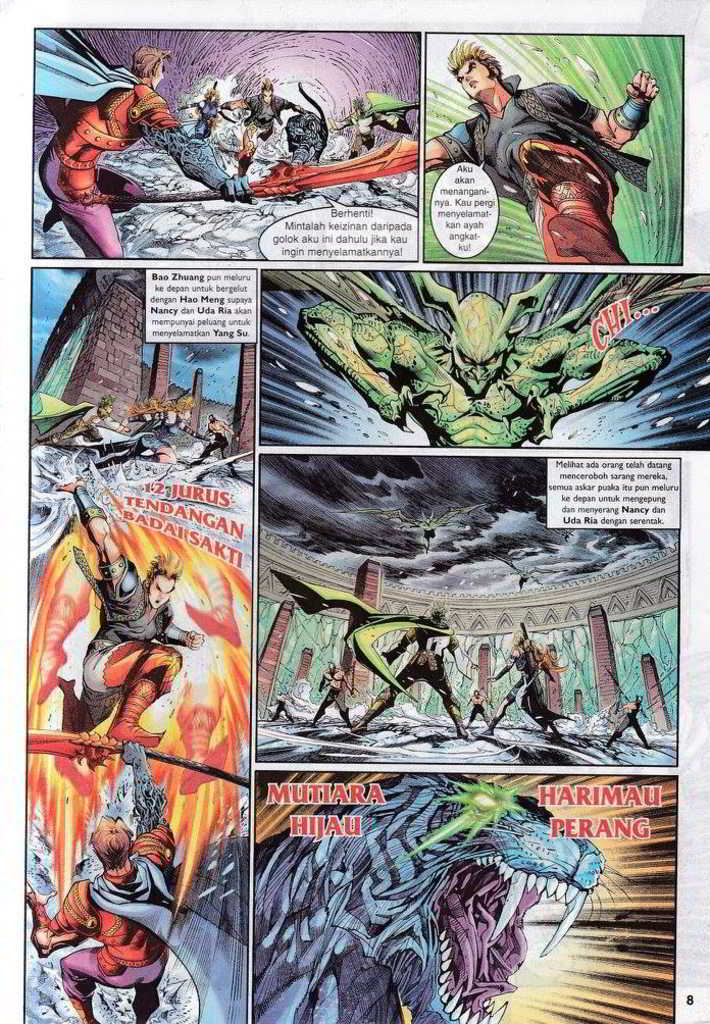 Berhenti!
Mintalah keizinan daripada
golok aku ini dahulu jika kau
ingin menyelamatkannya!
Aku
akan
menangani-
nya. Kau pergi
menyelamat-
kan ayah
angkat-
ku!
Bao Zhuang pun meluru
ke depan untuk bergelut
dengan Hao Meng supaya
Nancy dan Uda Ria akan
mempunyai peluang untuk
menyelamatkan Yang Su.
CHI...
12 JURUS
TENDANGAN
BADAI SAKTI
Melihat ada orang telah datang
menceroboh sarang mereka,
semua askar puaka itu pun meluru
ke depan untuk mengepung
dan menyerang Nancy dan
Uda Ria dengan serentak.
MUTIARA
HIJAU
HARIMAU
PERANG
8